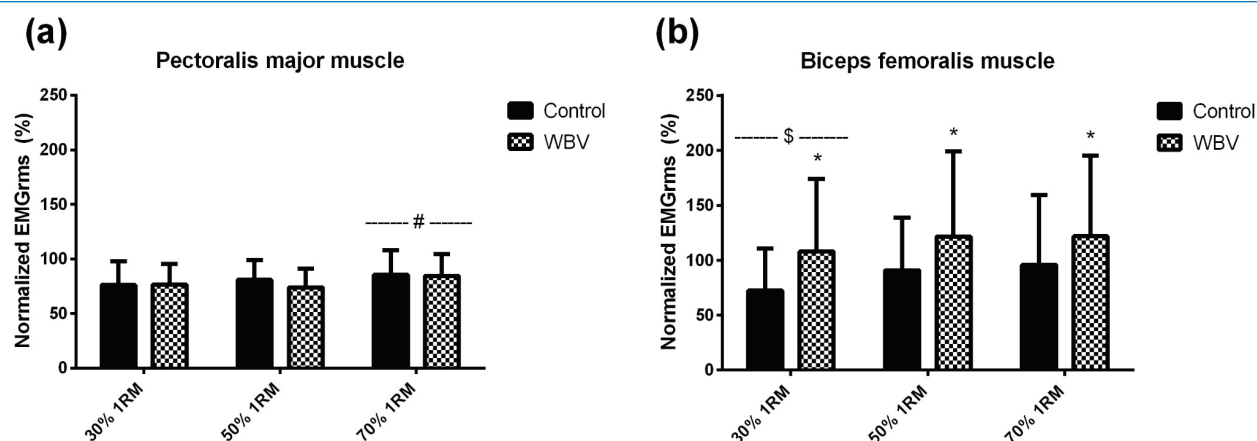 (a)
Pectoralis major muscle
Normalized EMGrms (%)
250
200
150
100
50
0
------- # -------
30% 1RM
50% 1RM
70% 1RM
Control
WBV
(b)
Biceps femoralis muscle
Normalized EMGrms (%)
250
200
150
100
50
0
------- $ -------
*
*
*
30% 1RM
50% 1RM
70% 1RM
Control
WBV